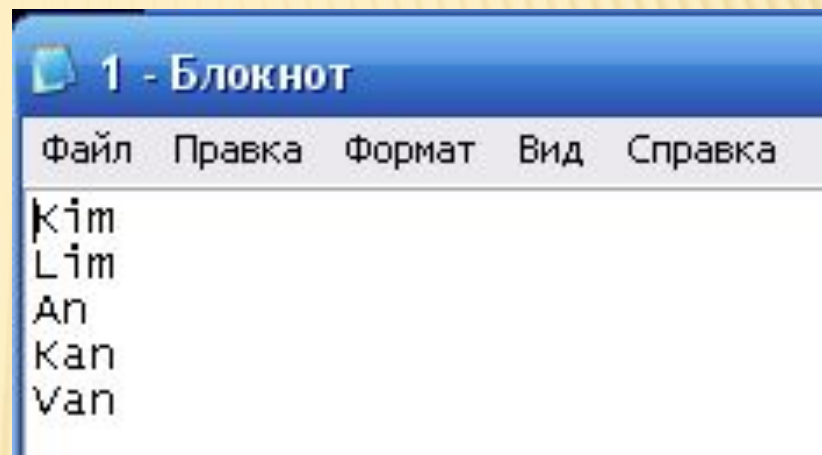 1 - Блокнот
Файл Правка Формат Вид Справка
Kim
Lim
An
Kan
Van